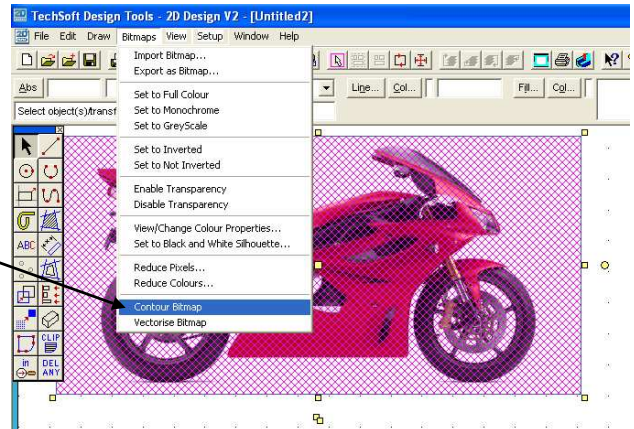 TechSoft Design Tools - 2D Design V2 - [Untitled2]
File Edit Draw Bitmaps View Setup Window Help
Import Bitmap...
Export as Bitmap...
Abs
Line... Col... Fill... Col...
Set to Full Colour
Set to Monochrome
Set to GreyScale
Select object(s)/transf
Set to Inverted
Set to Not Inverted
Enable Transparency
Disable Transparency
View/Change Colour Properties...
Set to Black and White Silhouette...
Reduce Pixels...
Reduce Colours...
Contour Bitmap
Vectorise Bitmap
ABC
CLIP
in DEL
ANY